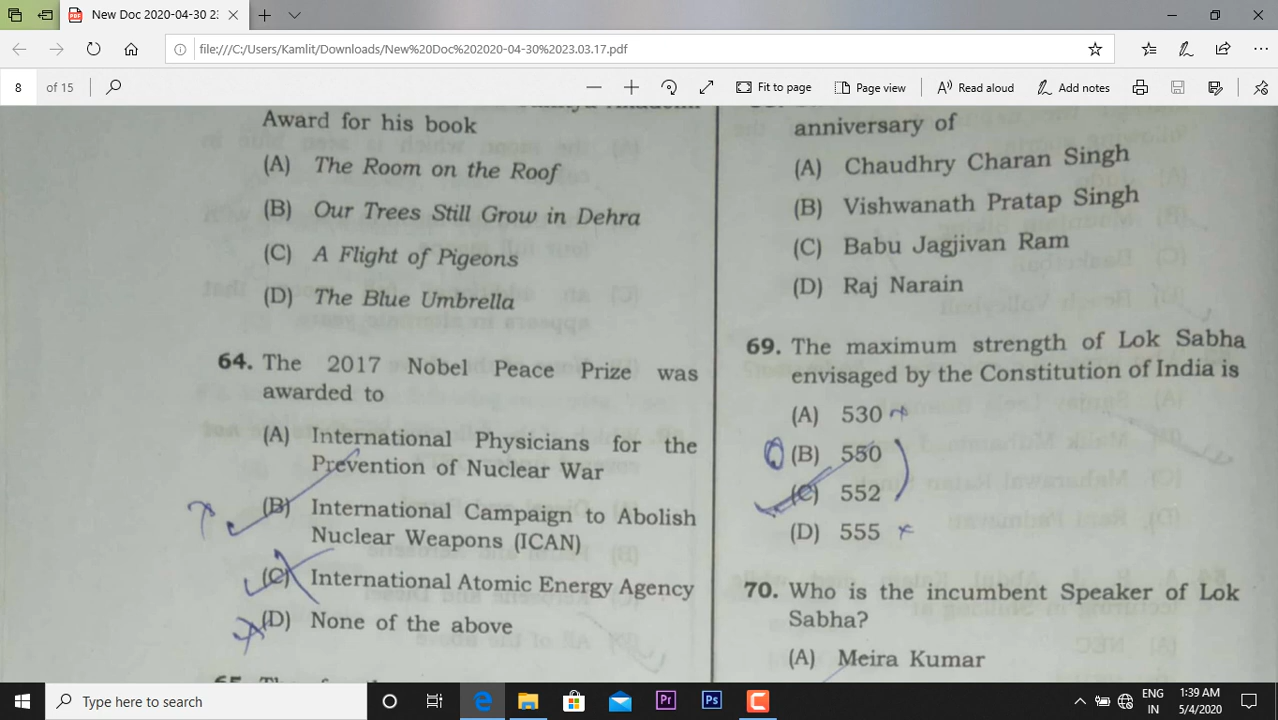 New Doc 2020-04-30 23
file:///C:/Users/Kamlit/Downloads/New%20Doc%202020-04-30%2023.03.17.pdf
8 of 15
Fit to page
Page view
Read aloud
Add notes
Award for his book
(A) The Room on the Roof
(B) Our Trees Still Grow in Dehra
(C) A Flight of Pigeons
(D) The Blue Umbrella
64. The 2017 Nobel Peace Prize was
awarded to
(A) International Physicians for the
Prevention of Nuclear War
(B) International Campaign to Abolish
Nuclear Weapons (ICAN)
(C) International Atomic Energy Agency
(D) None of the above
anniversary of
(A) Chaudhry Charan Singh
(B) Vishwanath Pratap Singh
(C) Babu Jagjivan Ram
(D) Raj Narain
69. The maximum strength of Lok Sabha
envisaged by the Constitution of India is
(A) 530
(B) 550
(C) 552
(D) 555
70. Who is the incumbent Speaker of Lok
Sabha?
(A) Meira Kumar
Type here to search
Pr
Ps
ENG
IN
1:39 AM
5/4/2020